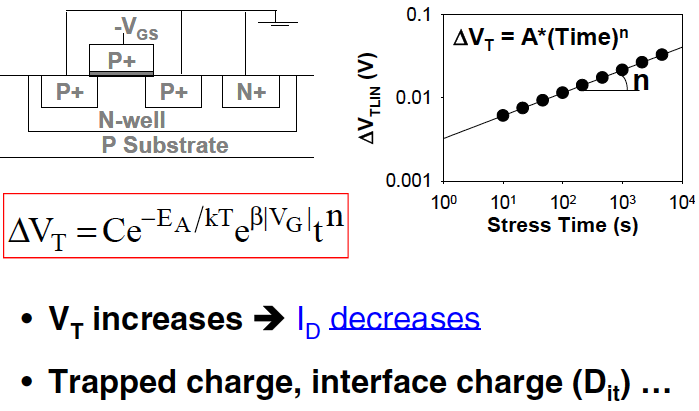 -VGS
P+
P+
P+
N+
N-well
P Substrate
0.1
0.01
0.001
ΔVTLIN (V)
ΔVT = A*(Time)ⁿ
n
10⁰ 10¹ 10² 10³ 10⁴
Stress Time (s)
ΔVT = Ce^−EA/kT e^β|VG| tⁿ
• VT increases ➔ ID decreases
• Trapped charge, interface charge (Dit) …